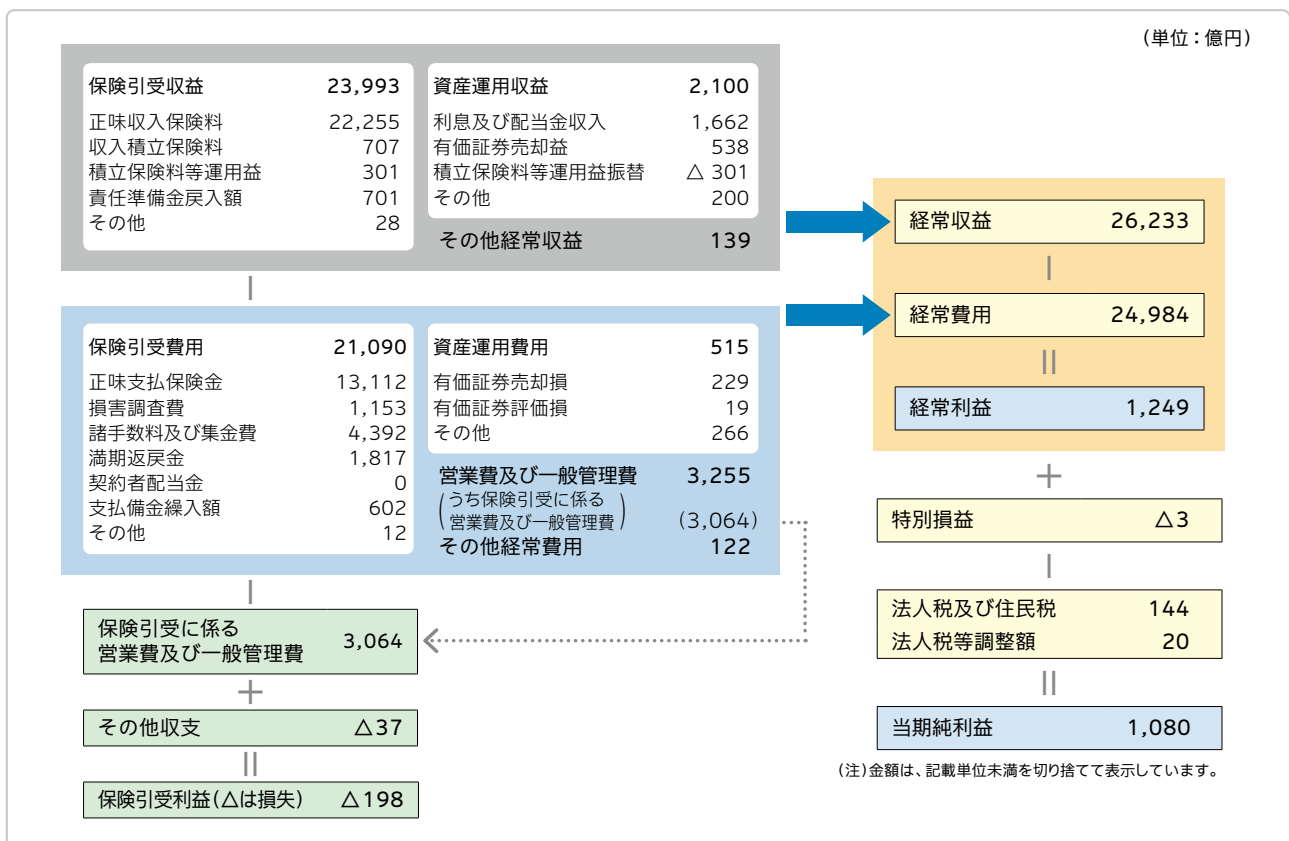 (単位：億円)
保険引受収益 23,993
正味収入保険料 22,255
収入積立保険料 707
積立保険料等運用益 301
責任準備金戻入額 701
その他 28
資産運用収益 2,100
利息及び配当金収入 1,662
有価証券売却益 538
積立保険料等運用益振替 △ 301
その他 200
その他経常収益 139
－
保険引受費用 21,090
正味支払保険金 13,112
損害調査費 1,153
諸手数料及び集金費 4,392
満期返戻金 1,817
契約者配当金 0
支払備金繰入額 602
その他 12
資産運用費用 515
有価証券売却損 229
有価証券評価損 19
その他 266
営業費及び一般管理費 3,255
(うち保険引受に係る
営業費及び一般管理費) (3,064)
その他経常費用 122
－
保険引受に係る
営業費及び一般管理費 3,064
＋
その他収支 △37
＝
保険引受利益(△は損失) △198
経常収益 26,233
－
経常費用 24,984
＝
経常利益 1,249
＋
特別損益 △3
－
法人税及び住民税 144
法人税等調整額 20
＝
当期純利益 1,080
(注)金額は、記載単位未満を切り捨てて表示しています。